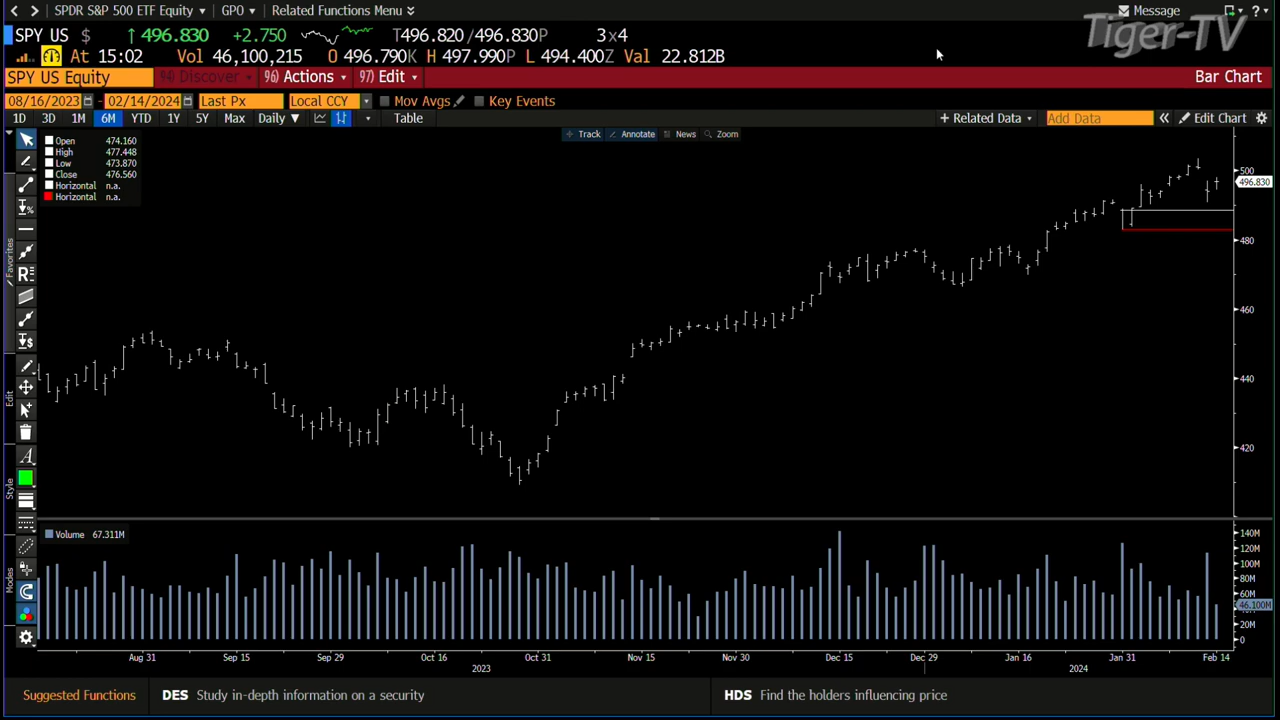 SPDR S&P 500 ETF Equity GPO Related Functions Menu Message ?
Tiger-TV
SPY US $ ↑ 496.830 +2.750 T496.820/496.830P 3x4
At 15:02 Vol 46,100,215 O 496.790K H 497.990P L 494.400Z Val 22.812B
SPY US Equity 94) Discover 96) Actions 97) Edit Bar Chart
08/16/2023 - 02/14/2024 Last Px Local CCY Mov Avgs Key Events
1D 3D 1M 6M YTD 1Y 5Y Max Daily ▼ Table + Related Data Add Data « Edit Chart
Track Annotate News Zoom
Open 474.160
High 477.448
Low 473.870
Close 476.560
Horizontal n.a.
Horizontal n.a.
500
496.830
480
460
440
420
Favorites
Edit
Style
Modes
Volume 67.311M
140M
120M
100M
80M
60M
46.100M
20M
0
Aug 31 Sep 15 Sep 29 Oct 16 Oct 31 Nov 15 Nov 30 Dec 15 Dec 29 Jan 16 Jan 31 Feb 14
2023 2024
Suggested Functions DES Study in-depth information on a security HDS Find the holders influencing price